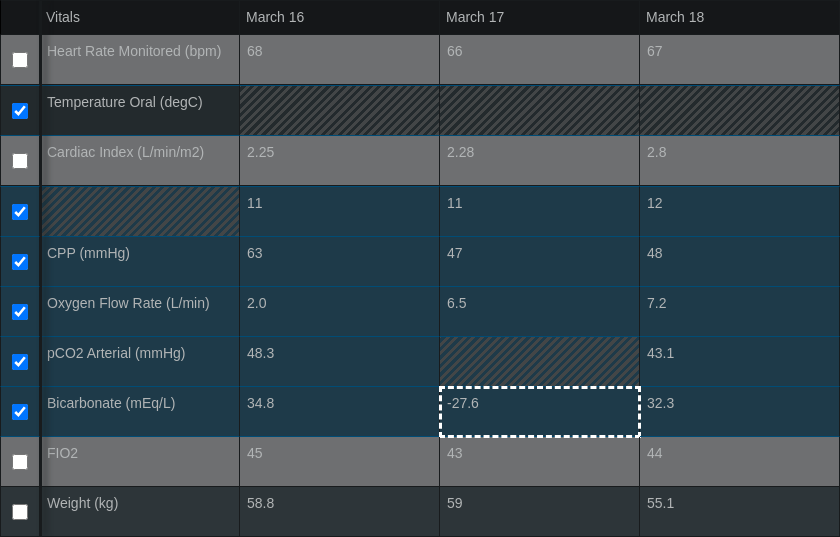 Vitals March 16 March 17 March 18
Heart Rate Monitored (bpm) 68 66 67
Temperature Oral (degC)
Cardiac Index (L/min/m2) 2.25 2.28 2.8
11 11 12
CPP (mmHg) 63 47 48
Oxygen Flow Rate (L/min) 2.0 6.5 7.2
pCO2 Arterial (mmHg) 48.3 43.1
Bicarbonate (mEq/L) 34.8 -27.6 32.3
FIO2 45 43 44
Weight (kg) 58.8 59 55.1